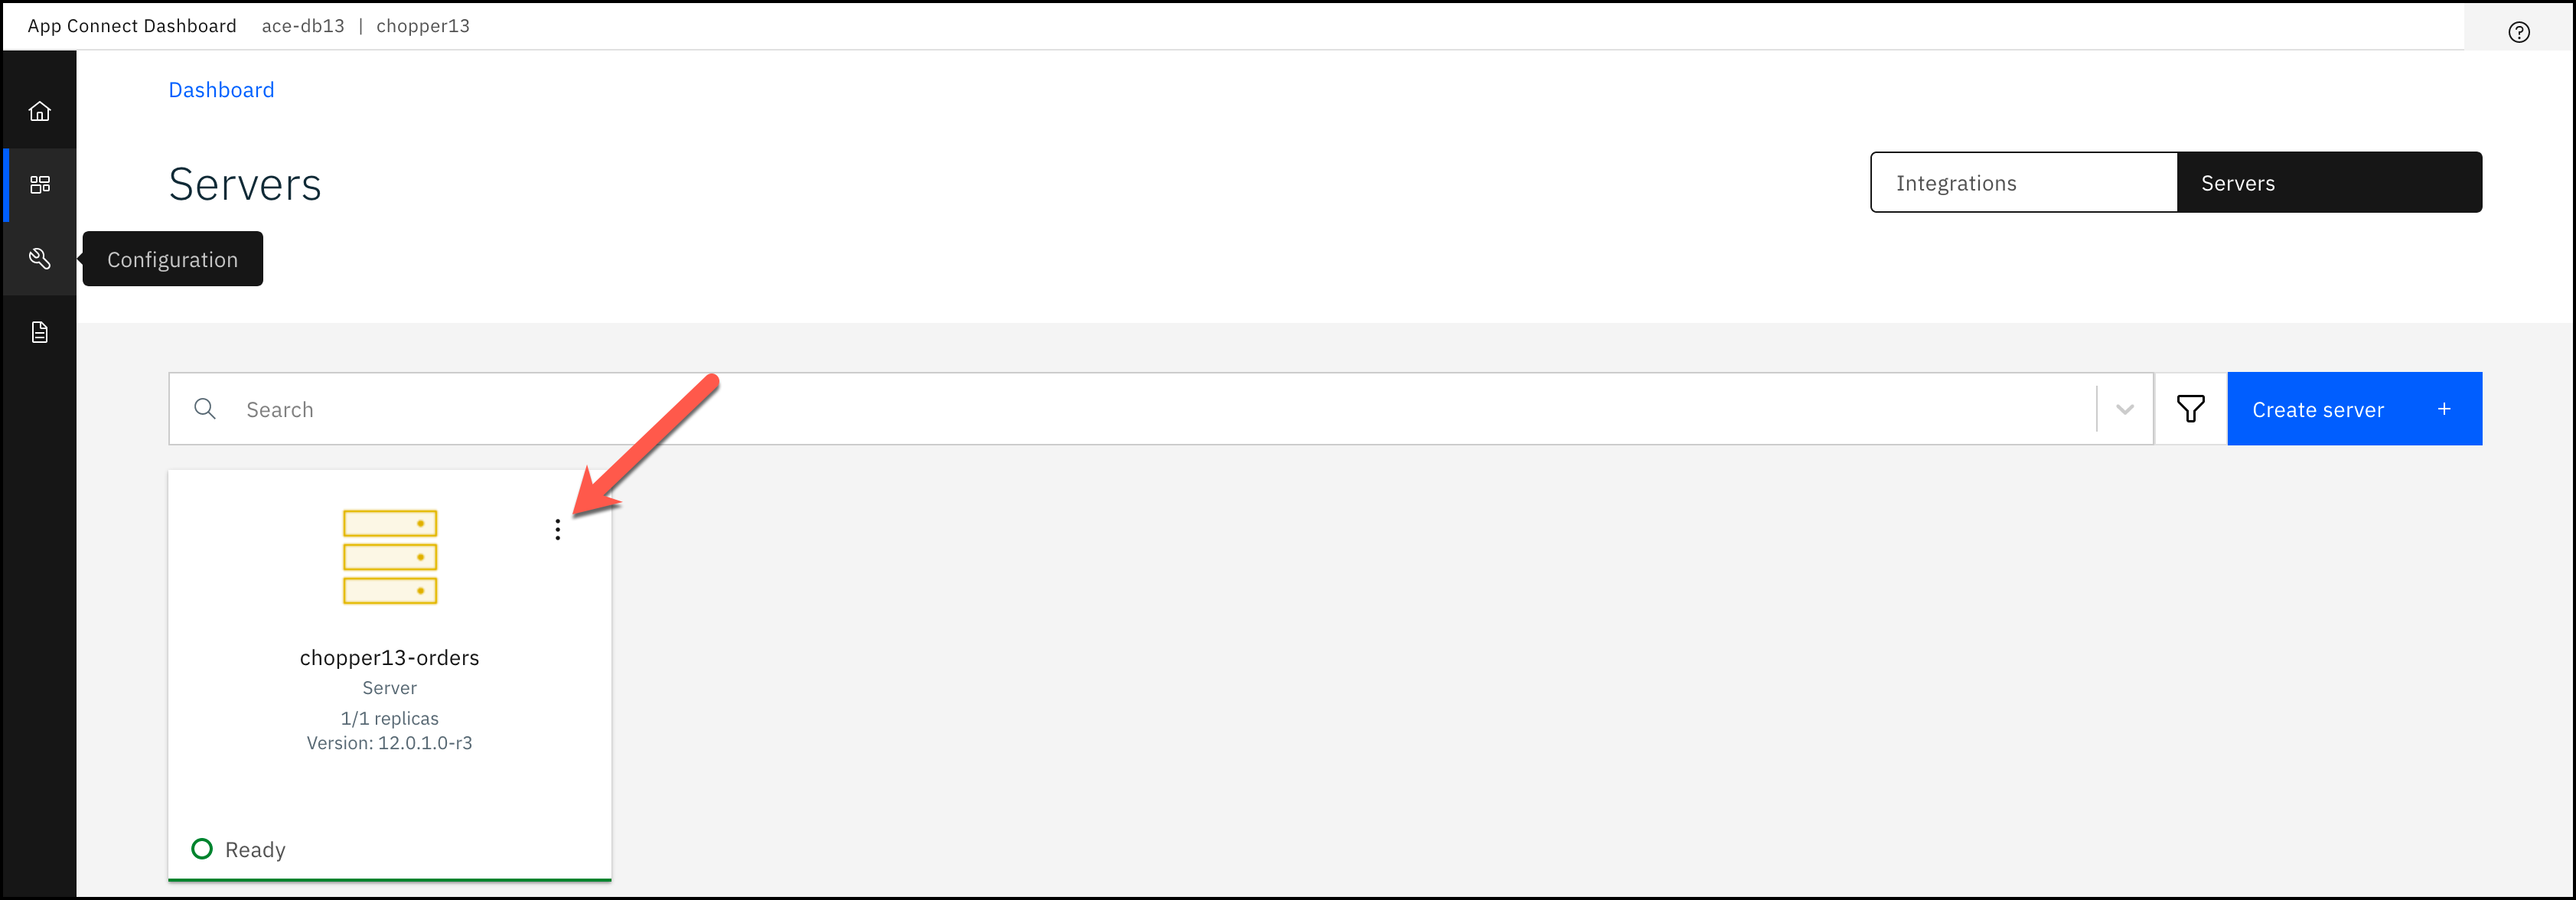 App Connect Dashboard ace-db13 | chopper13
Dashboard
Servers
Integrations
Servers
Configuration
Search
Create server +
chopper13-orders
Server
1/1 replicas
Version: 12.0.1.0-r3
Ready